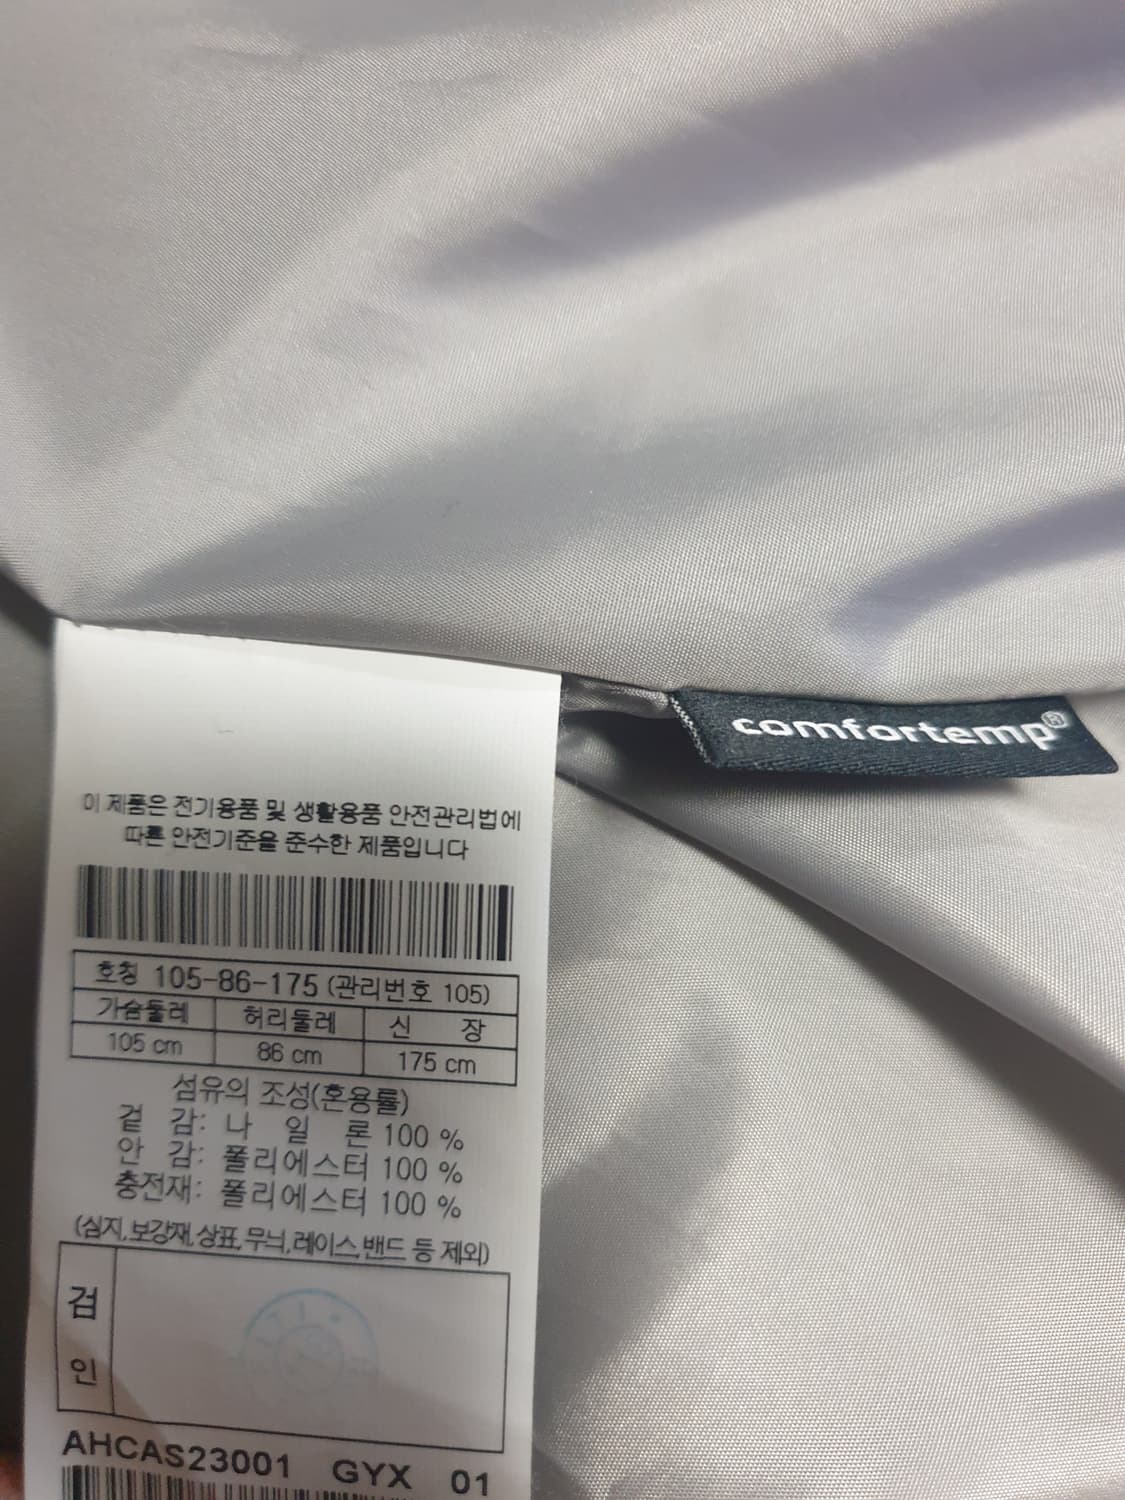 comfortemp®
이 제품은 전기용품 및 생활용품 안전관리법에
따른 안전기준을 준수한 제품입니다
호칭 105-86-175 (관리번호 105)
가슴둘레 허리둘레 신 장
105 cm 86 cm 175 cm
섬유의 조성(혼용률)
겉 감: 나 일 론 100 %
안 감: 폴리에스터 100 %
충전재: 폴리에스터 100 %
(심지,보강재,상표,무늬,레이스,밴드 등 제외)
검
인
AHCAS23001 GYX 01